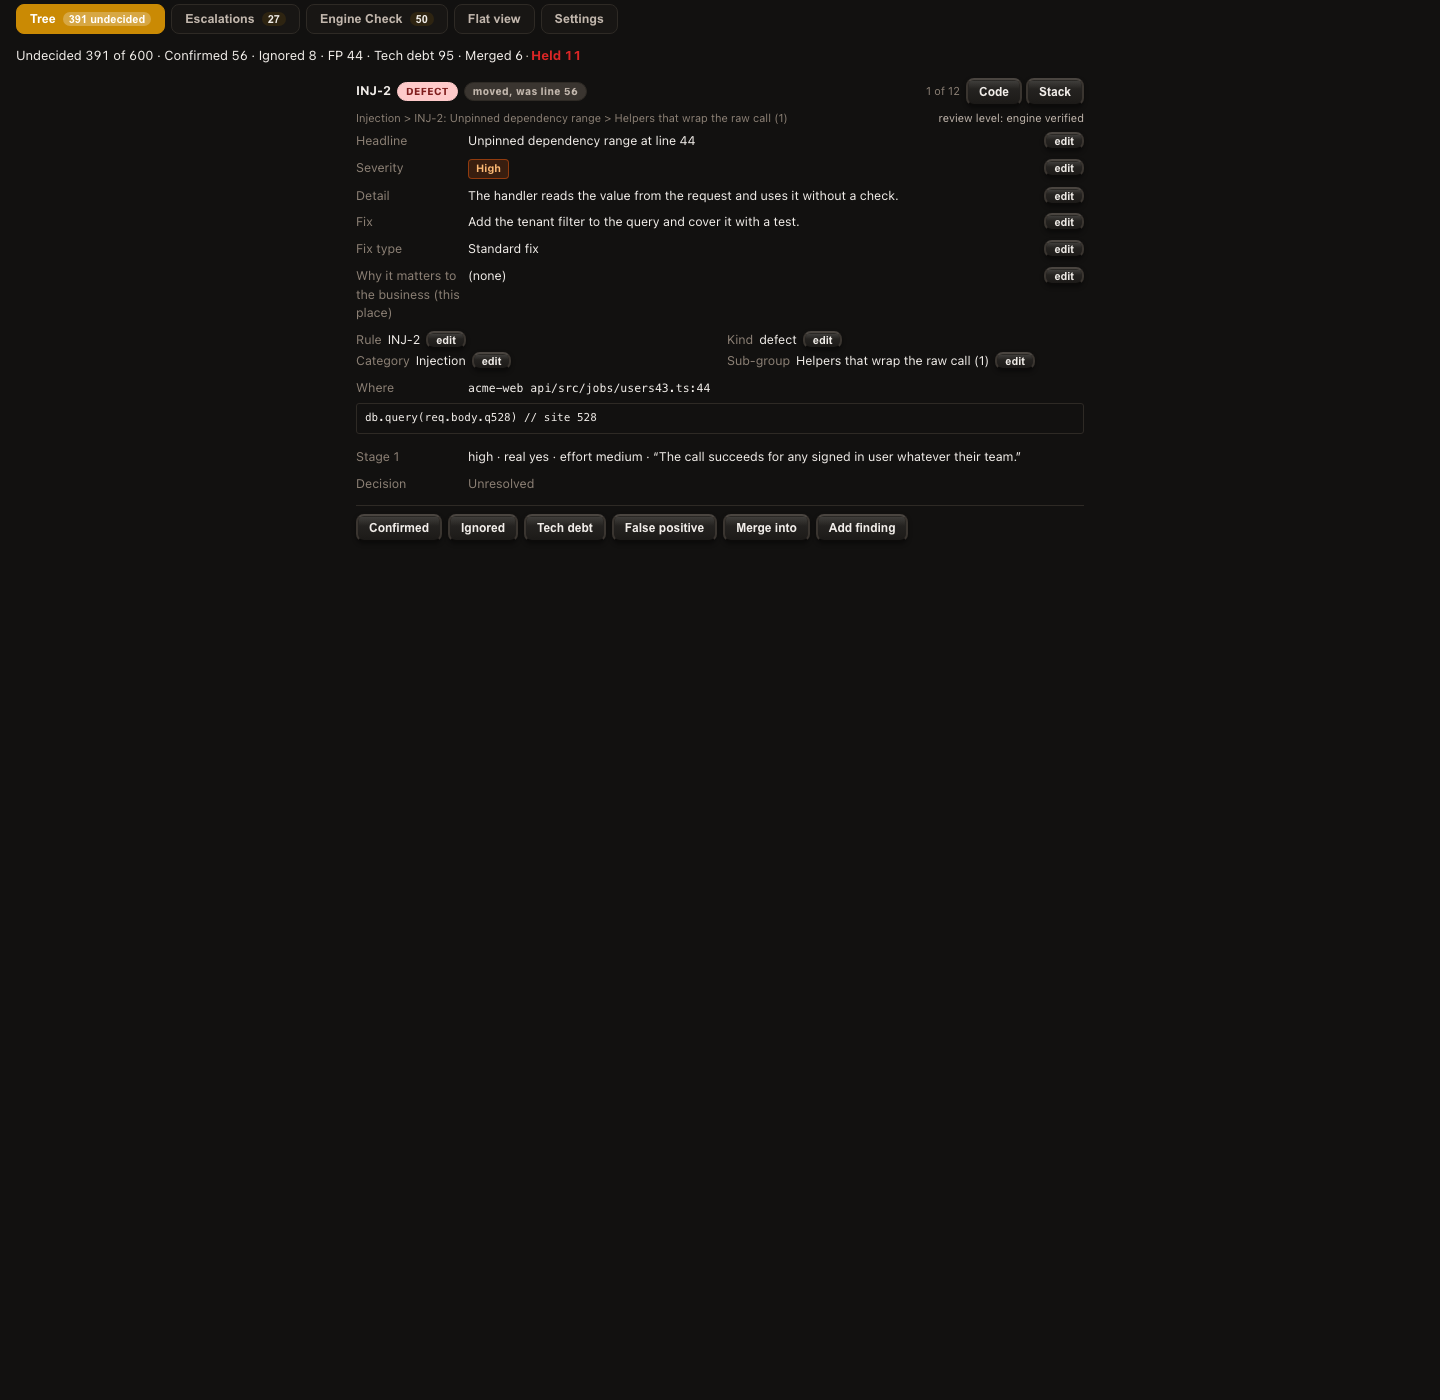 Tree 391 undecided Escalations 27 Engine Check 50 Flat view Settings
Undecided 391 of 600 · Confirmed 56 · Ignored 8 · FP 44 · Tech debt 95 · Merged 6 · Held 11
INJ-2 DEFECT moved, was line 56 1 of 12 Code Stack
Injection > INJ-2: Unpinned dependency range > Helpers that wrap the raw call (1) review level: engine verified
Headline Unpinned dependency range at line 44 edit
Severity High edit
Detail The handler reads the value from the request and uses it without a check. edit
Fix Add the tenant filter to the query and cover it with a test. edit
Fix type Standard fix edit
Why it matters to (none) edit
the business (this
place)
Rule INJ-2 edit Kind defect edit
Category Injection edit Sub-group Helpers that wrap the raw call (1) edit
Where acme-web api/src/jobs/users43.ts:44
db.query(req.body.q528) // site 528
Stage 1 high · real yes · effort medium · “The call succeeds for any signed in user whatever their team.”
Decision Unresolved
Confirmed Ignored Tech debt False positive Merge into Add finding